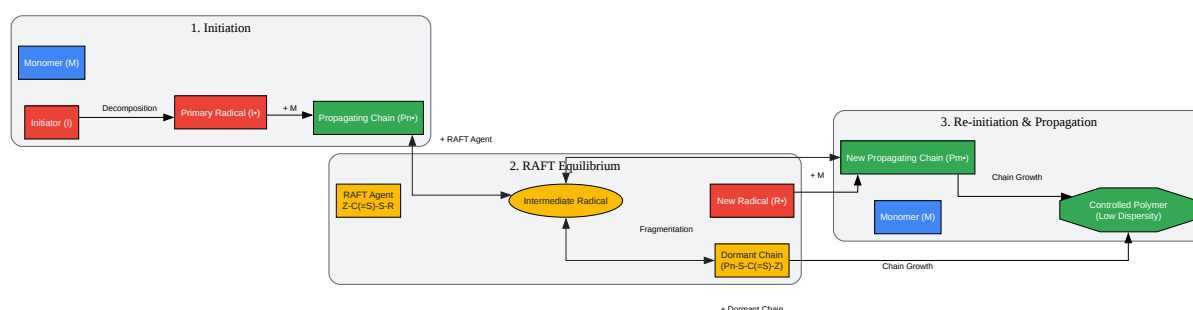 1. Initiation
Monomer (M)
Decomposition
Initiator (I)
Primary Radical (I•)
+ M
Propagating Chain (Pn•)
+ RAFT Agent
2. RAFT Equilibrium
RAFT Agent
Z-C(=S)-S-R
Intermediate Radical
New Radical (R•)
Fragmentation
Dormant Chain
(Pn-S-C(=S)-Z)
+ M
3. Re-initiation & Propagation
New Propagating Chain (Pm•)
Chain Growth
Monomer (M)
Controlled Polymer
(Low Dispersity)
Chain Growth
+ Dormant Chain